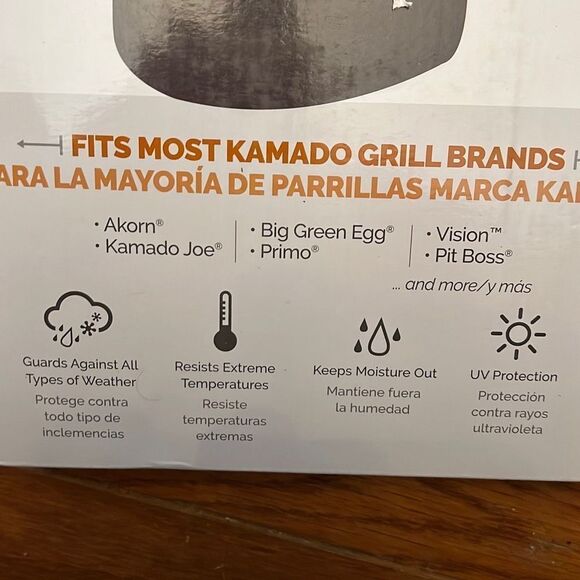 FITS MOST KAMADO GRILL BRANDS
LA MAYORÍA DE PARRILLAS MARCA
• Akorn®
• Kamado Joe®
• Big Green Egg®
• Primo®
• Vision™
• Pit Boss®
... and more/y más
Guards Against All
Types of Weather
Protege contra
todo tipo de
inclemencias
Resists Extreme
Temperatures
Resiste
temperaturas
extremas
Keeps Moisture Out
Mantiene fuera
la humedad
UV Protection
Protección
contra rayos
ultravioleta